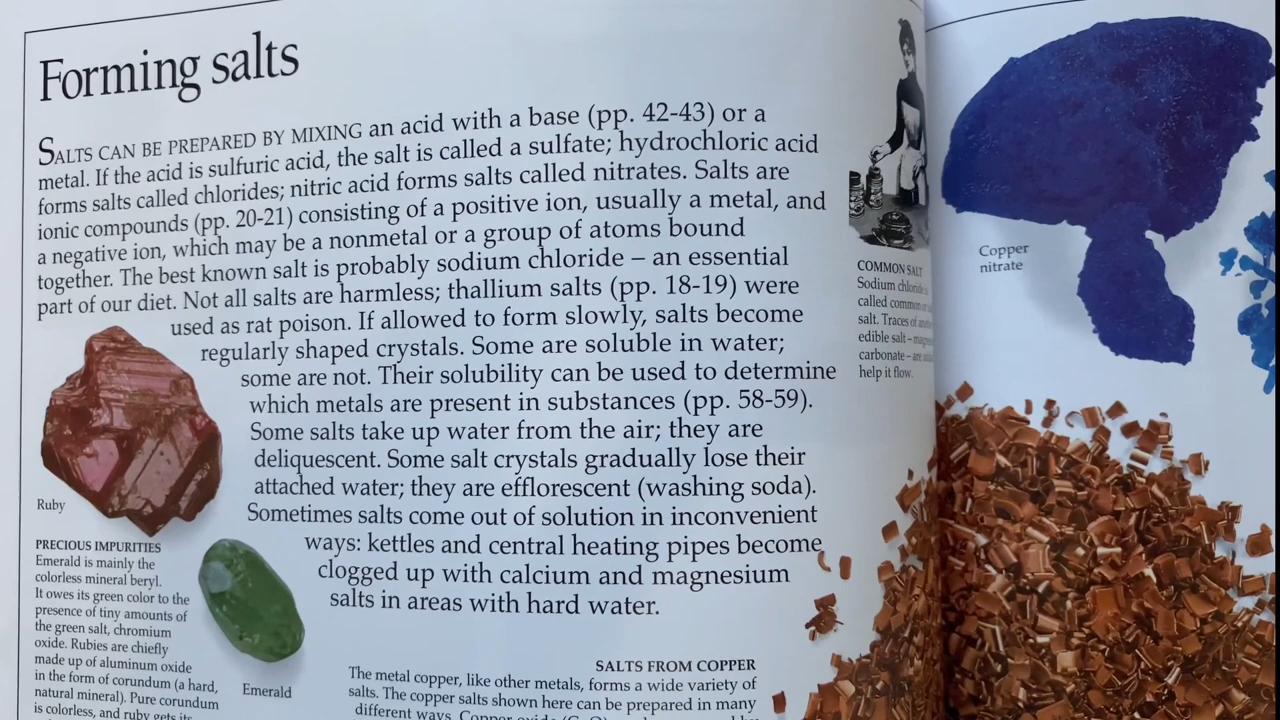 Forming salts
SALTS CAN BE PREPARED BY MIXING an acid with a base (pp. 42-43) or a
metal. If the acid is sulfuric acid, the salt is called a sulfate; hydrochloric acid
forms salts called chlorides; nitric acid forms salts called nitrates. Salts are
ionic compounds (pp. 20-21) consisting of a positive ion, usually a metal, and
a negative ion, which may be a nonmetal or a group of atoms bound
together. The best known salt is probably sodium chloride – an essential
part of our diet. Not all salts are harmless; thallium salts (pp. 18-19) were
used as rat poison. If allowed to form slowly, salts become
regularly shaped crystals. Some are soluble in water;
some are not. Their solubility can be used to determine
which metals are present in substances (pp. 58-59).
Some salts take up water from the air; they are
deliquescent. Some salt crystals gradually lose their
attached water; they are efflorescent (washing soda).
Sometimes salts come out of solution in inconvenient
ways: kettles and central heating pipes become
clogged up with calcium and magnesium
salts in areas with hard water.
Ruby
PRECIOUS IMPURITIES
Emerald is mainly the
colorless mineral beryl.
It owes its green color to the
presence of tiny amounts of
the green salt, chromium
oxide. Rubies are chiefly
made up of aluminum oxide
in the form of corundum (a hard,
natural mineral). Pure corundum
is colorless, and ruby gets its
Emerald
SALTS FROM COPPER
The metal copper, like other metals, forms a wide variety of
salts. The copper salts shown here can be prepared in many
different ways. Copper oxide
COMMON SALT
Sodium chloride
called common
salt. Traces of
edible salt –
carbonate – are
help it flow.
Copper
nitrate